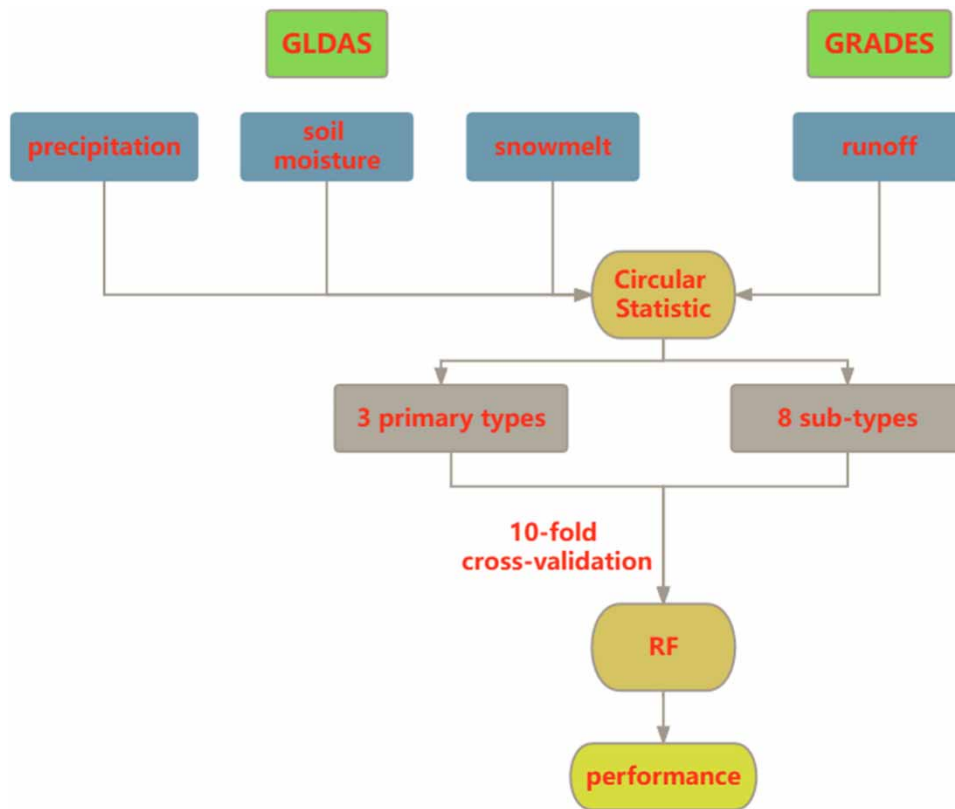 GLDAS
GRADES
precipitation
soil
moisture
snowmelt
runoff
Circular
Statistic
3 primary types
8 sub-types
10-fold
cross-validation
RF
performance